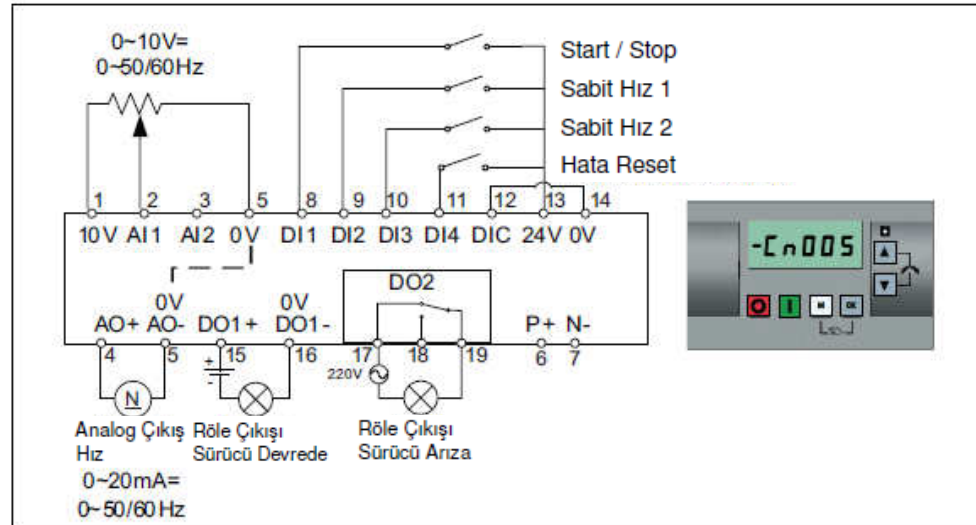 0~10V=
0~50/60Hz
Start / Stop
Sabit Hız 1
Sabit Hız 2
Hata Reset
1 2 3 5 8 9 10 11 12 13 14
10V AI1 AI2 0V DI1 DI2 DI3 DI4 DIC 24V 0V
-Cn005
DO2
0V 0V
AO+ AO- DO1+ DO1- P+ N-
4 5 15 16 17 18 19 6 7
220V
+
-
N
M OK
Analog Çıkış
Hız
0~20mA=
0~50/60 Hz
Röle Çıkışı
Sürücü Devrede
Röle Çıkışı
Sürücü Arıza